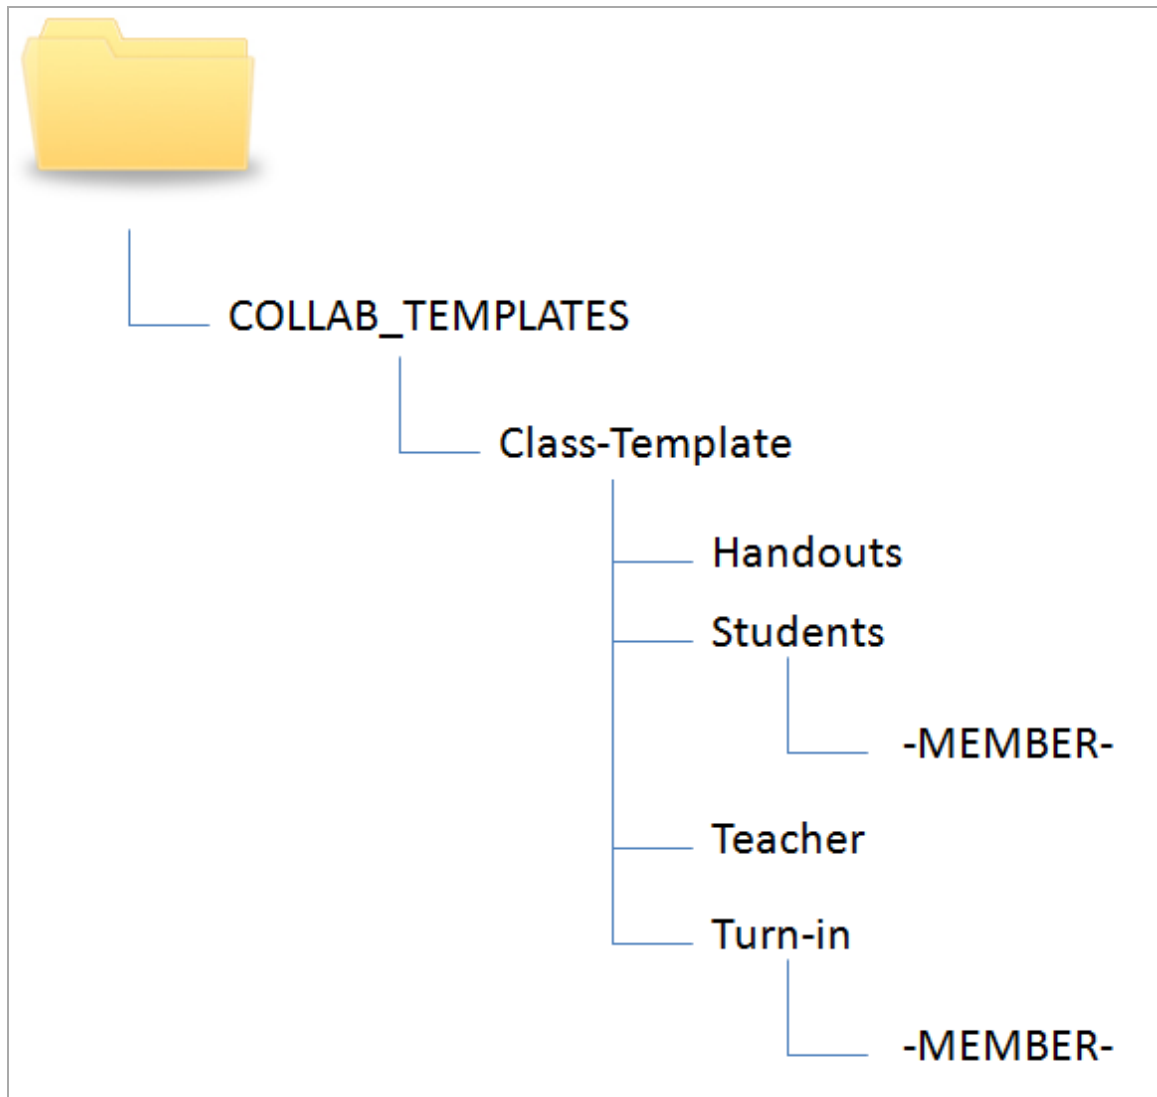 COLLAB_TEMPLATES
Class-Template
Handouts
Students
-MEMBER-
Teacher
Turn-in
-MEMBER-